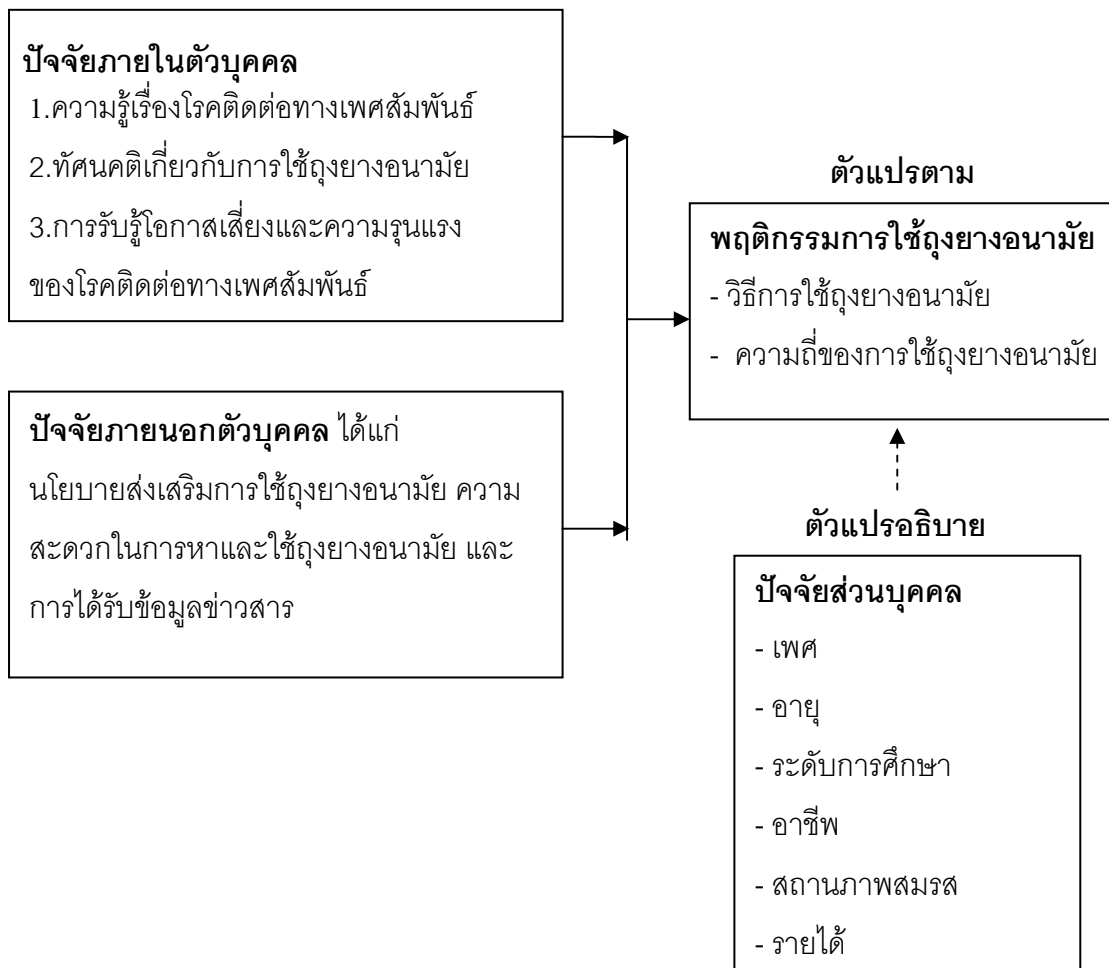 ปัจจัยภายในตัวบุคคล
1.ความรู้เรื่องโรคติดต่อทางเพศสัมพันธ์
2.ทัศนคติเกี่ยวกับการใช้ถุงยางอนามัย
3.การรับรู้โอกาสเสี่ยงและความรุนแรง
ของโรคติดต่อทางเพศสัมพันธ์
ปัจจัยภายนอกตัวบุคคล ได้แก่
นโยบายส่งเสริมการใช้ถุงยางอนามัย ความ
สะดวกในการหาและใช้ถุงยางอนามัย และ
การได้รับข้อมูลข่าวสาร
ตัวแปรตาม
พฤติกรรมการใช้ถุงยางอนามัย
- วิธีการใช้ถุงยางอนามัย
- ความถี่ของการใช้ถุงยางอนามัย
ตัวแปรอธิบาย
ปัจจัยส่วนบุคคล
- เพศ
- อายุ
- ระดับการศึกษา
- อาชีพ
- สถานภาพสมรส
- รายได้